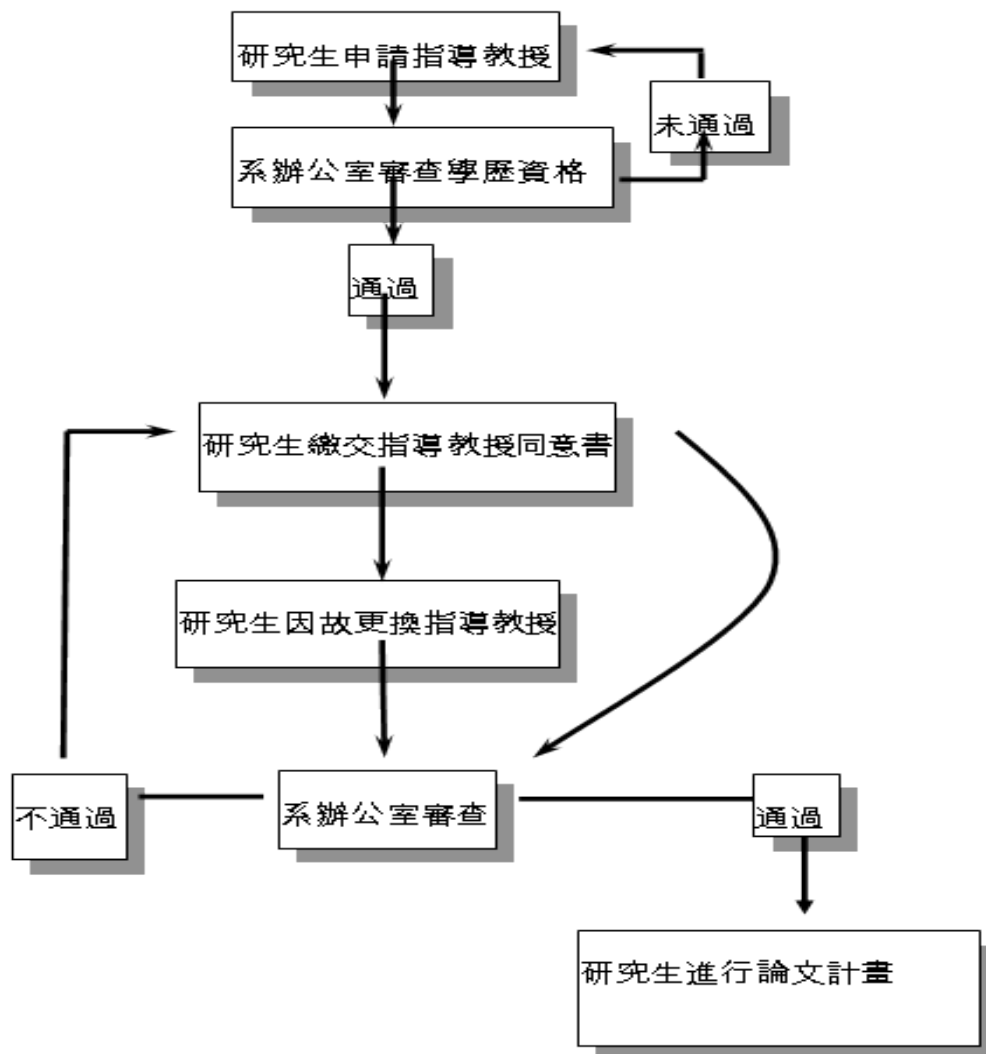 研究生申請指導教授
未通過
系辦公室審查學歷資格
通過
研究生繳交指導教授同意書
研究生因故更換指導教授
不通過
系辦公室審查
通過
研究生進行論文計畫